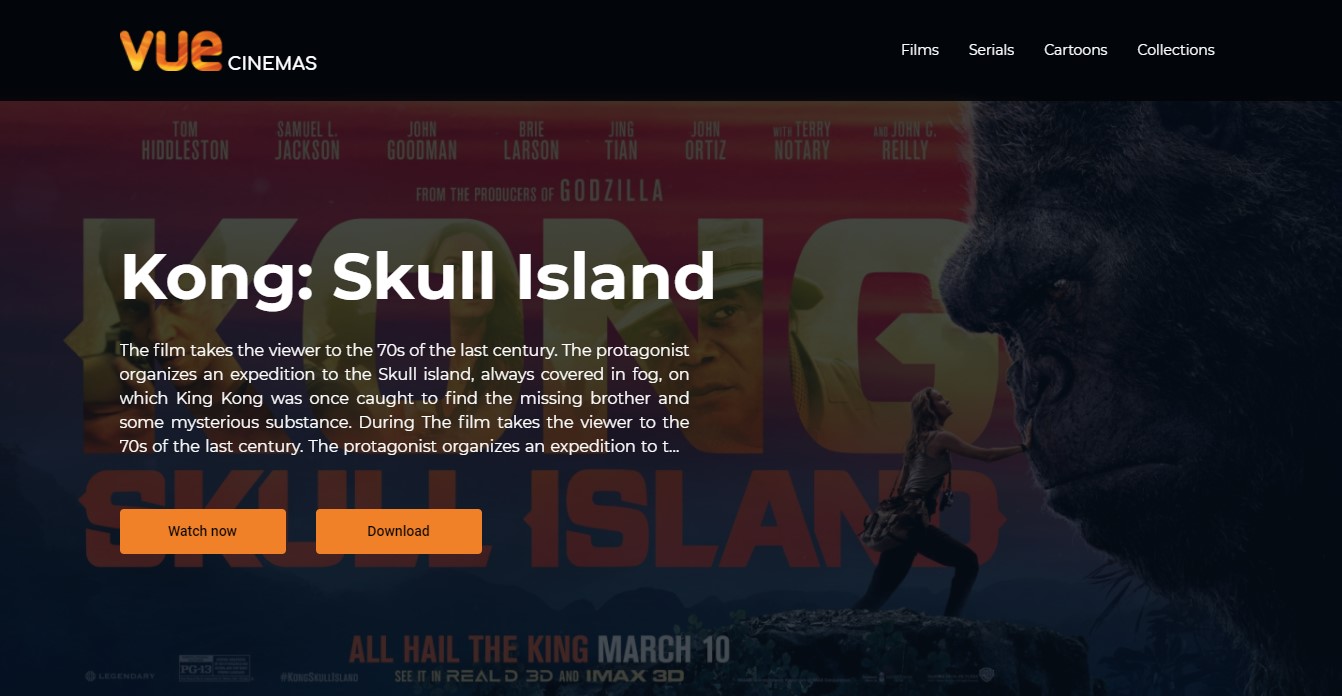 vue CINEMAS
Films Serials Cartoons Collections
TOM HIDDLESTON
SAMUEL L. JACKSON
JOHN GOODMAN
BRIE LARSON
JING TIAN
JOHN ORTIZ
WITH TERRY NOTARY
AND JOHN C. REILLY
FROM THE PRODUCERS OF GODZILLA
KONG
SKULL ISLAND
Kong: Skull Island
The film takes the viewer to the 70s of the last century. The protagonist
organizes an expedition to the Skull island, always covered in fog, on
which King Kong was once caught to find the missing brother and
some mysterious substance. During The film takes the viewer to the
70s of the last century. The protagonist organizes an expedition to t...
Watch now Download
ALL HAIL THE KING MARCH 10
LEGENDARY PG-13 #KONGSKULLISLAND SEE IT IN REALD 3D AND IMAX 3D